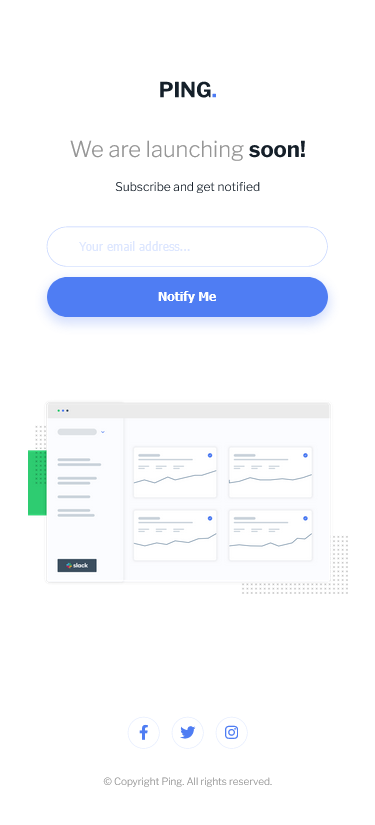 PING.
We are launching soon!
Subscribe and get notified
Your email address...
Notify Me
slack
© Copyright Ping. All rights reserved.